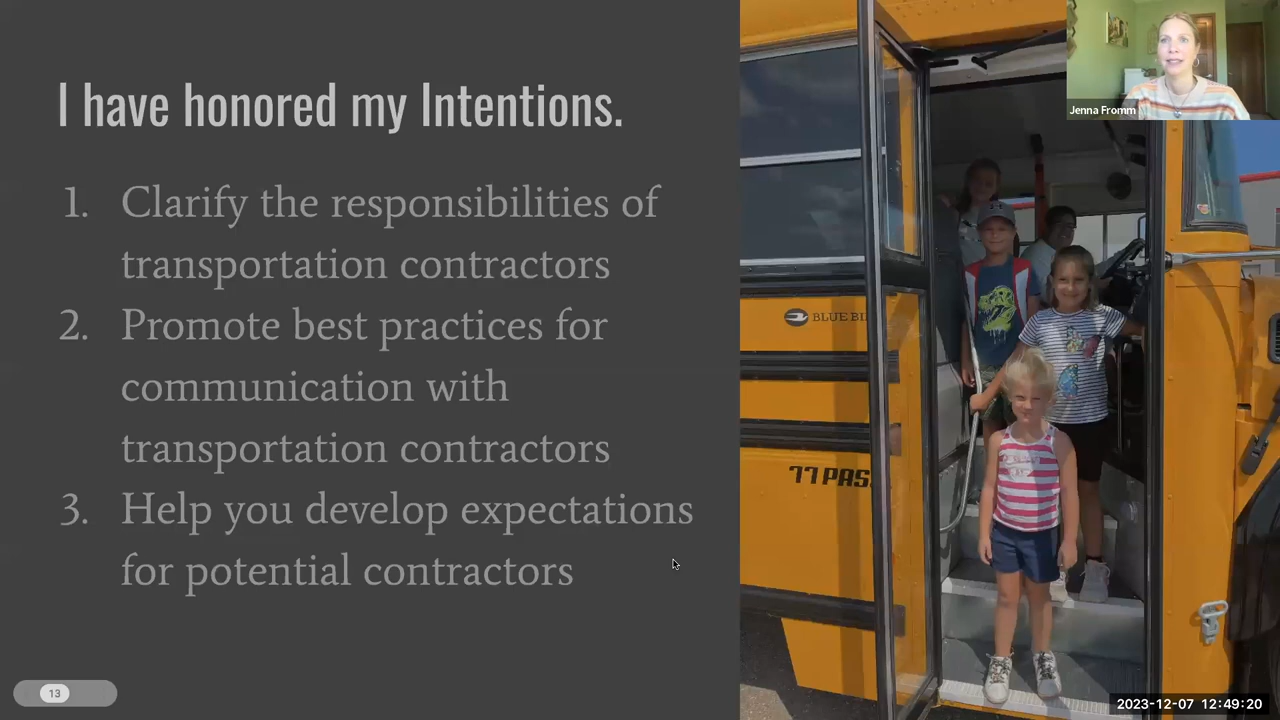 I have honored my Intentions.
1. Clarify the responsibilities of
transportation contractors
2. Promote best practices for
communication with
transportation contractors
3. Help you develop expectations
for potential contractors
13
Jenna Fromm
BLUE
77 PAS
2023-12-07 12:49:20